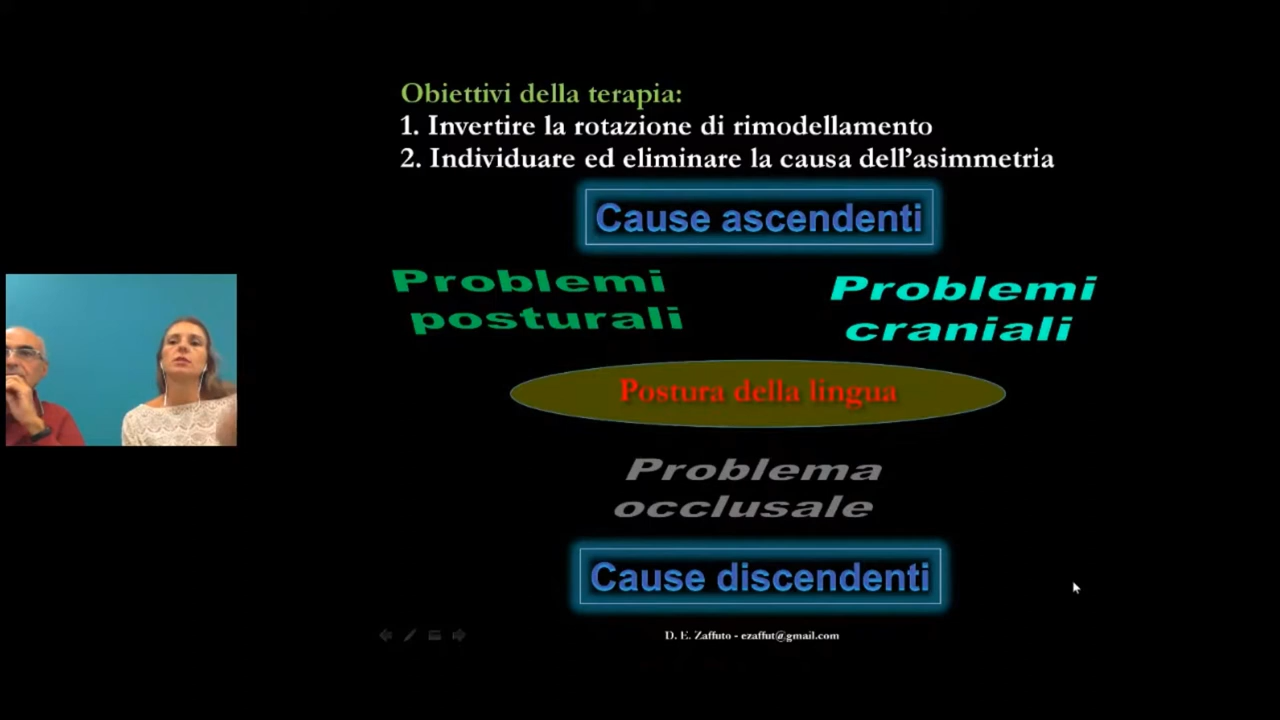 Obiettivi della terapia:
1. Invertire la rotazione di rimodellamento
2. Individuare ed eliminare la causa dell’asimmetria
Cause ascendenti
Problemi
posturali
Problemi
craniali
Postura della lingua
Problema
occlusale
Cause discendenti
D. E. Zaffuto - ezaffut@gmail.com